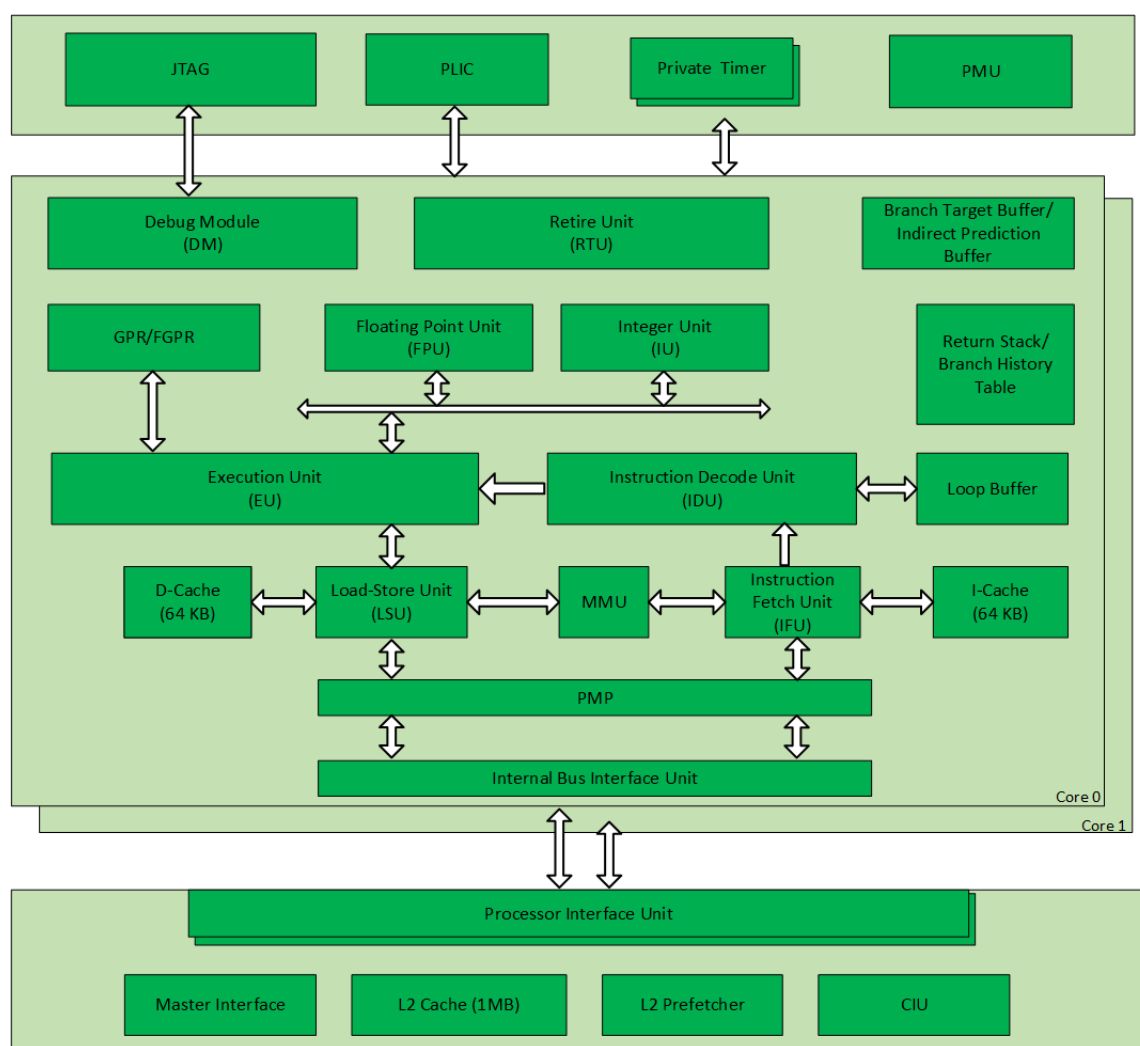 JTAG
PLIC
Private Timer
PMU
Debug Module
(DM)
Retire Unit
(RTU)
Branch Target Buffer/
Indirect Prediction
Buffer
GPR/FGPR
Floating Point Unit
(FPU)
Integer Unit
(IU)
Return Stack/
Branch History
Table
Execution Unit
(EU)
Instruction Decode Unit
(IDU)
Loop Buffer
D-Cache
(64 KB)
Load-Store Unit
(LSU)
MMU
Instruction
Fetch Unit
(IFU)
I-Cache
(64 KB)
PMP
Internal Bus Interface Unit
Core 0
Core 1
Processor Interface Unit
Master Interface
L2 Cache (1MB)
L2 Prefetcher
CIU